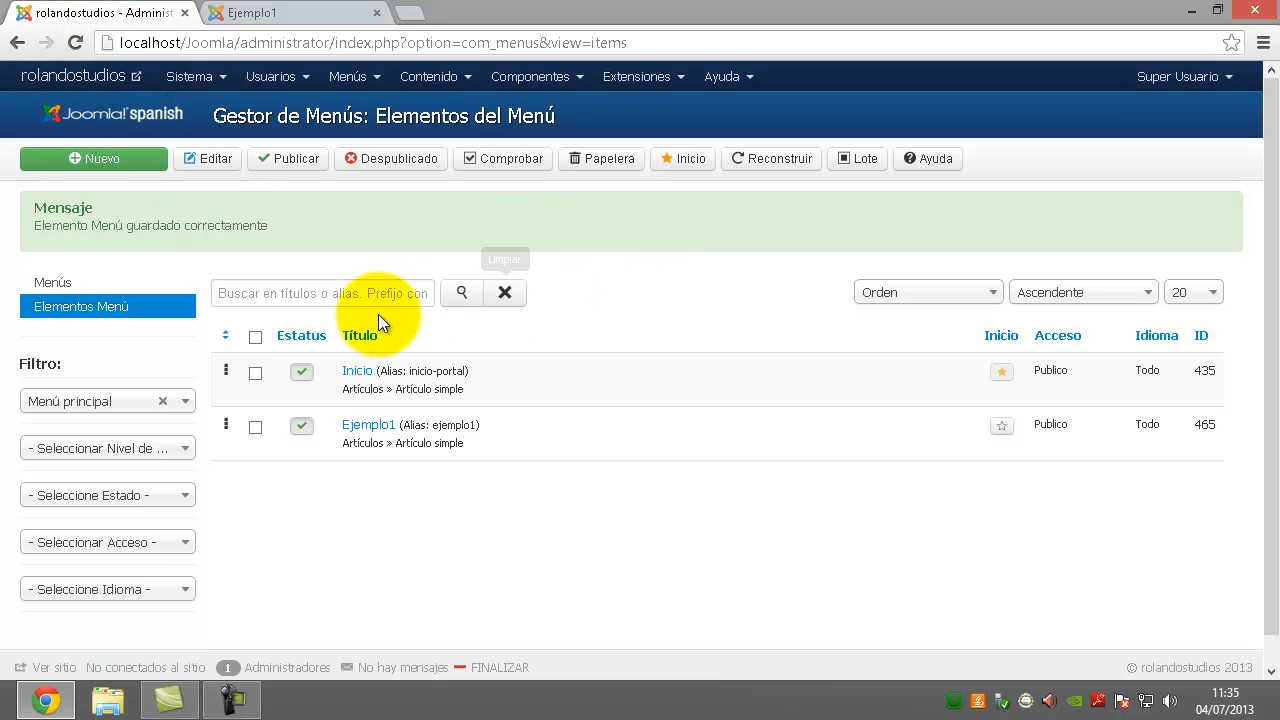 rolandostudios - Administ
Ejemplo1
localhost/Joomla/administrator/index.php?option=com_menus&view=items
rolandostudios Sistema Usuarios Menús Contenido Componentes Extensiones Ayuda Super Usuario
Joomla! spanish Gestor de Menús: Elementos del Menú
Nuevo Editar Publicar Despublicado Comprobar Papelera Inicio Reconstruir Lote Ayuda
Mensaje
Elemento Menú guardado correctamente
Limpiar
Menús
Elementos Menú
Buscar en títulos o alias. Prefijo con
Orden Ascendente 20
Estatus Título Inicio Acceso Idioma ID
Inicio (Alias: inicio-portal) Publico Todo 435
Artículos » Artículo simple
Ejemplo1 (Alias: ejemplo1) Publico Todo 465
Artículos » Artículo simple
Filtro:
Menú principal
- Seleccionar Nivel de ...
- Seleccione Estado -
- Seleccionar Acceso -
- Seleccione Idioma -
Ver sitio No conectados al sitio 1 Administradores No hay mensajes FINALIZAR © rolandostudios 2013
11:35
04/07/2013